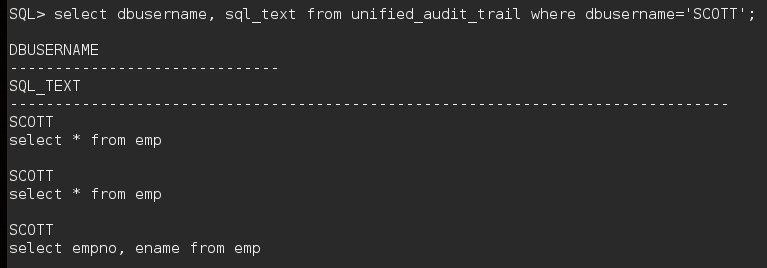 SQL> select dbusername, sql_text from unified_audit_trail where dbusername='SCOTT';
DBUSERNAME
------------------------------
SQL_TEXT
--------------------------------------------------------------------------------
SCOTT
select * from emp
SCOTT
select * from emp
SCOTT
select empno, ename from emp